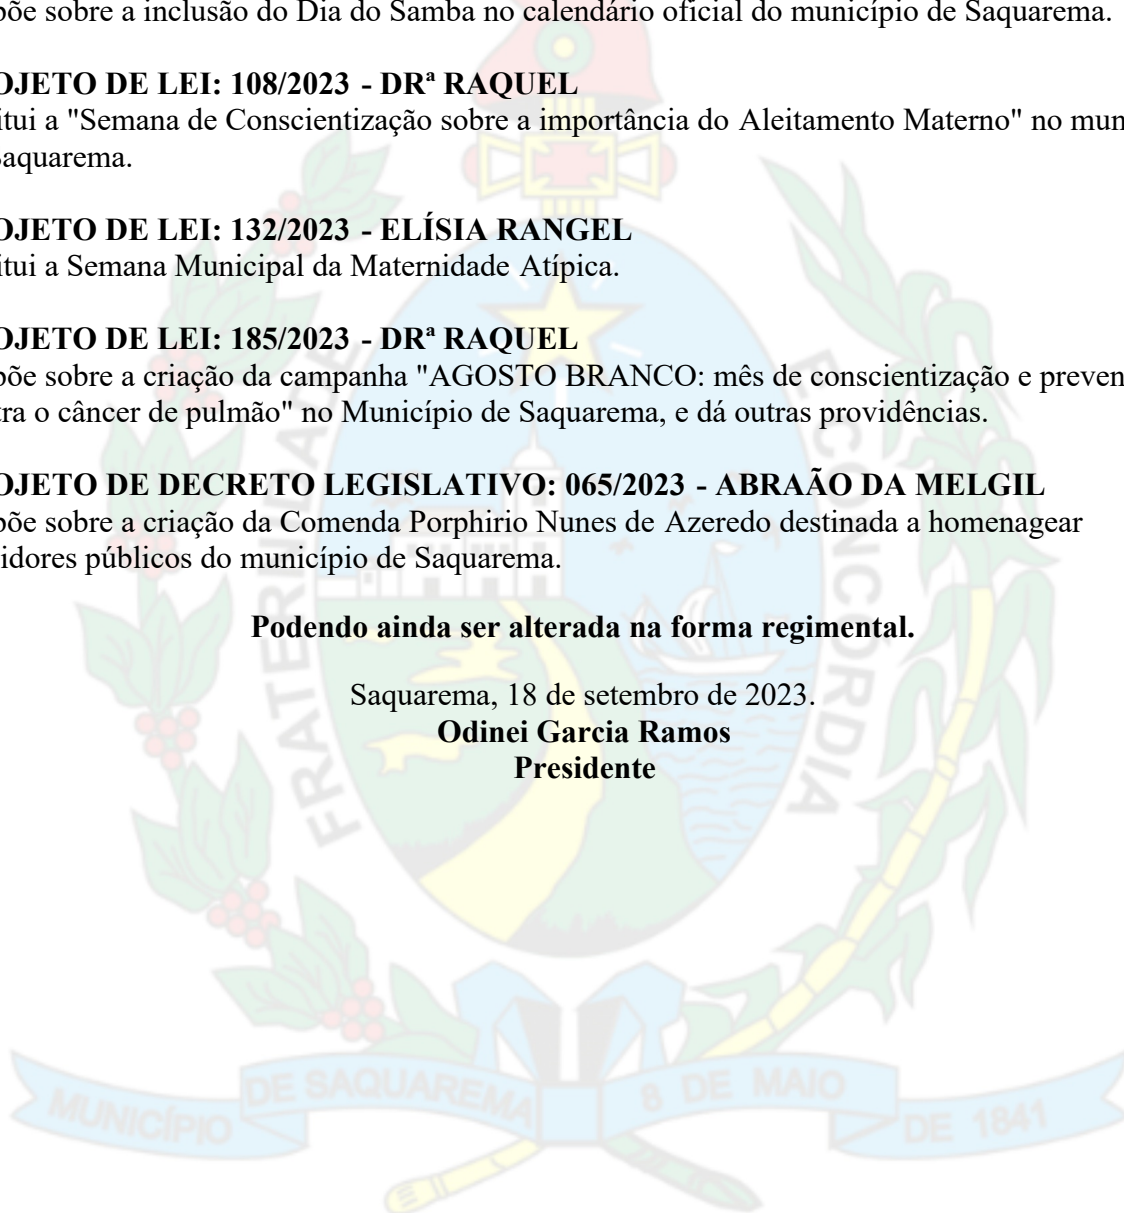 põe sobre a inclusão do Dia do Samba no calendário oficial do município de Saquarema.
OJETO DE LEI: 108/2023 - DRª RAQUEL
itui a "Semana de Conscientização sobre a importância do Aleitamento Materno" no mun
Saquarema.
OJETO DE LEI: 132/2023 - ELÍSIA RANGEL
itui a Semana Municipal da Maternidade Atípica.
OJETO DE LEI: 185/2023 - DRª RAQUEL
põe sobre a criação da campanha "AGOSTO BRANCO: mês de conscientização e preven
tra o câncer de pulmão" no Município de Saquarema, e dá outras providências.
OJETO DE DECRETO LEGISLATIVO: 065/2023 - ABRAÃO DA MELGIL
põe sobre a criação da Comenda Porphirio Nunes de Azeredo destinada a homenagear
idores públicos do município de Saquarema.
Podendo ainda ser alterada na forma regimental.
Saquarema, 18 de setembro de 2023.
Odinei Garcia Ramos
Presidente
FRATERNIDADE
E CONCÓRDIA
MUNICÍPIO DE SAQUAREMA 8 DE MAIO DE 1841